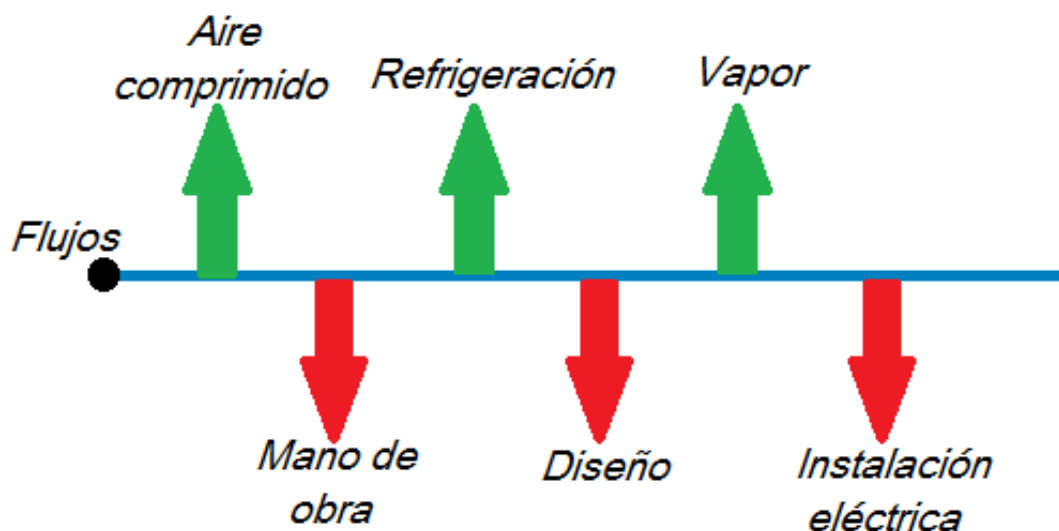 Aire
comprimido
Refrigeración
Vapor
Flujos
Mano de
obra
Diseño
Instalación
eléctrica